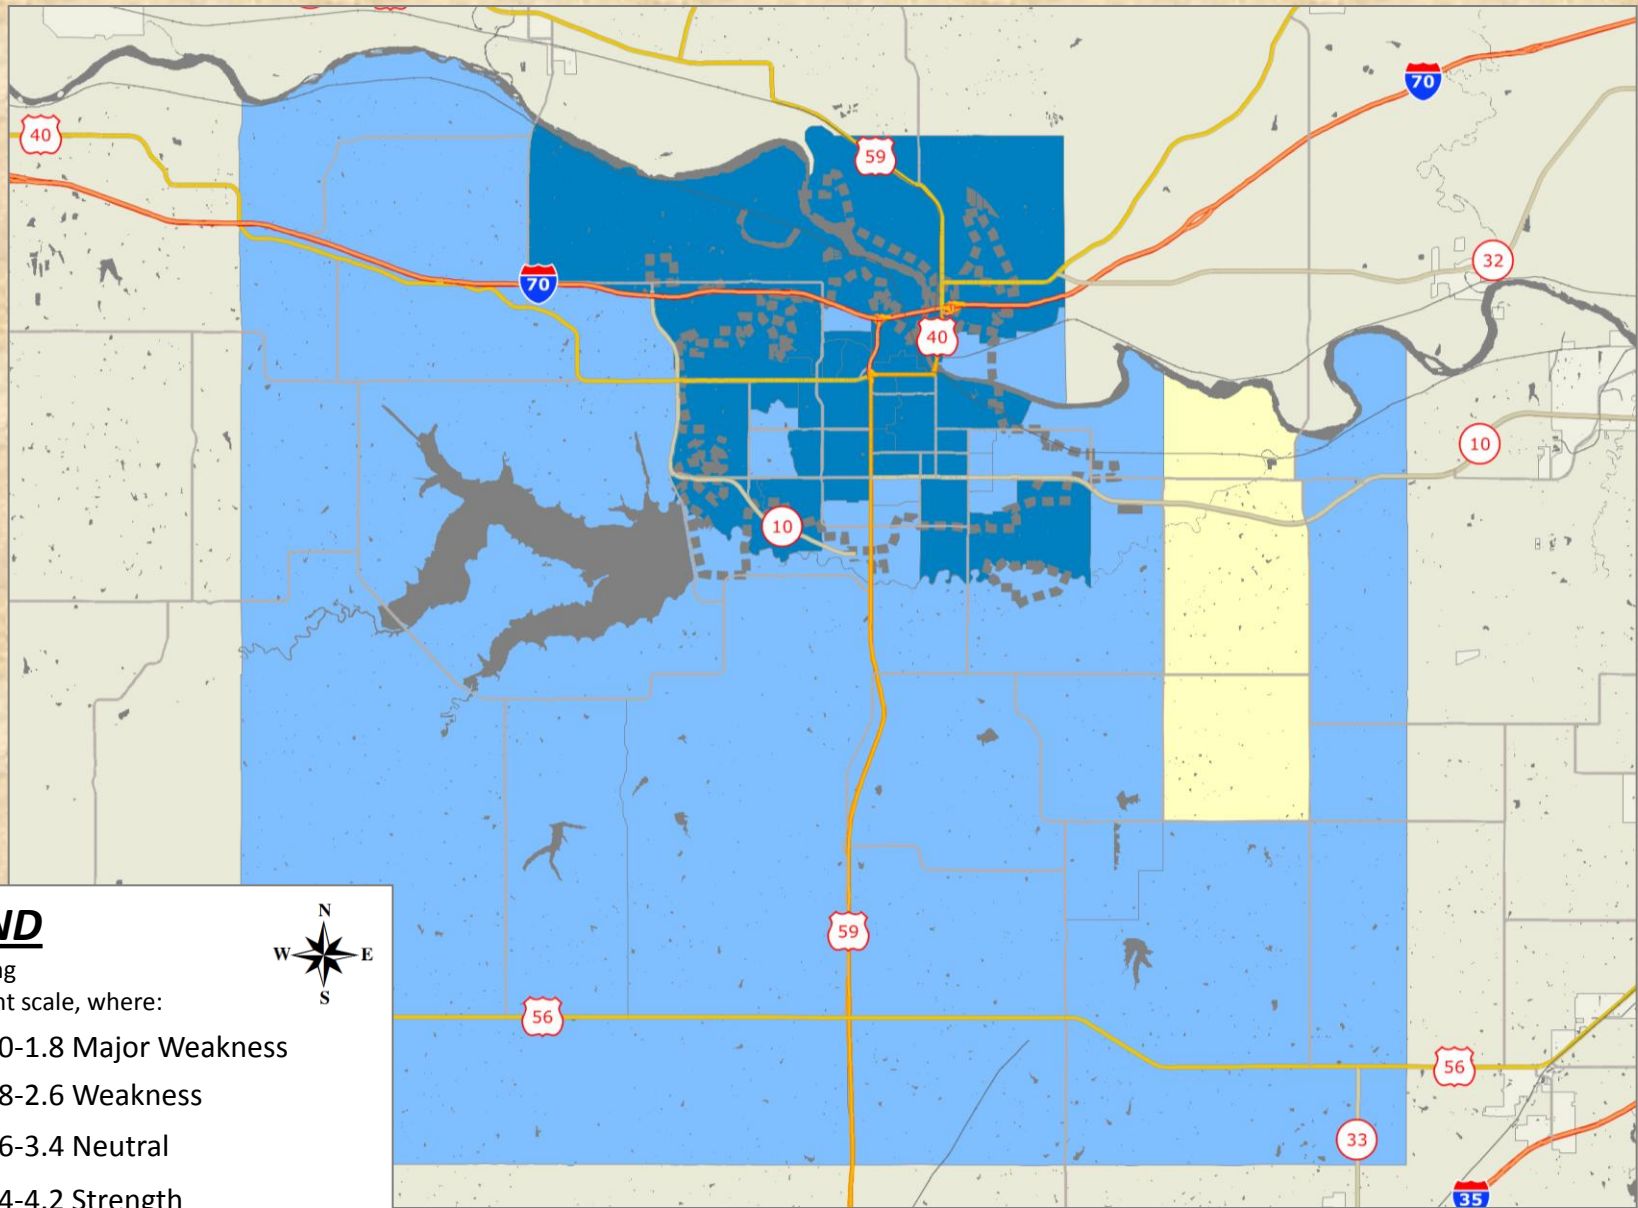 70
40
59
32
70
40
10
10
59
ND
N
W E
S
ng
nt scale, where:
0-1.8 Major Weakness
8-2.6 Weakness
6-3.4 Neutral
4-4.2 Strength
56
56
33
35